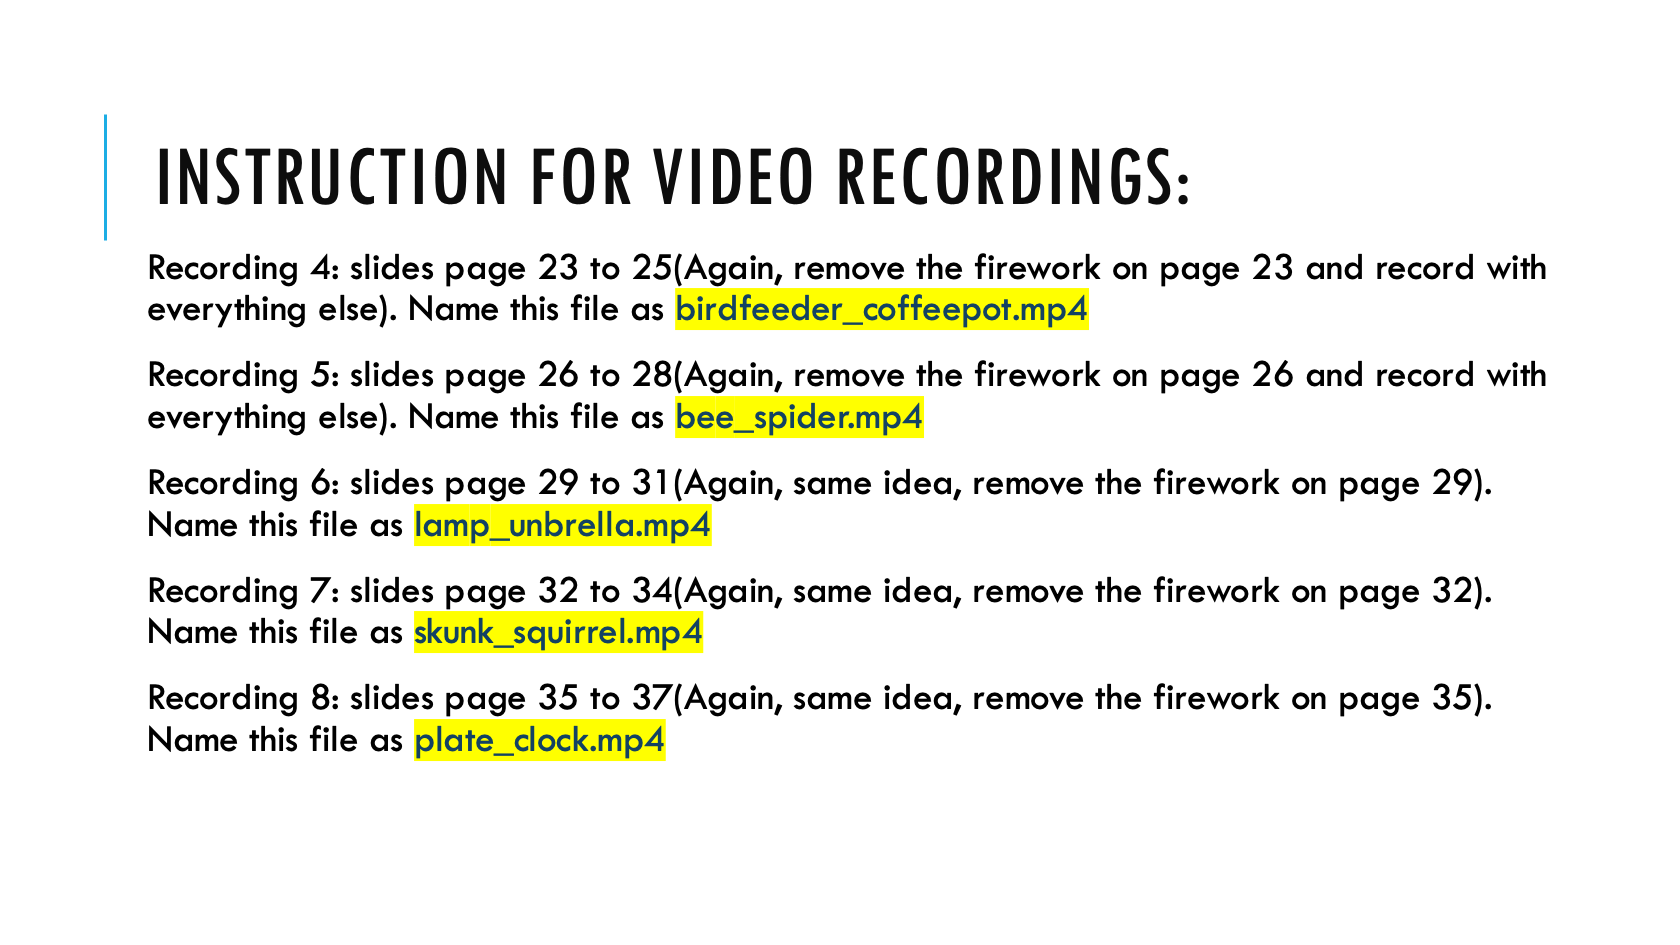 INSTRUCTION FOR VIDEO RECORDINGS:
Recording 4: slides page 23 to 25(Again, remove the firework on page 23 and record with
everything else). Name this file as birdfeeder_coffeepot.mp4
Recording 5: slides page 26 to 28(Again, remove the firework on page 26 and record with
everything else). Name this file as bee_spider.mp4
Recording 6: slides page 29 to 31(Again, same idea, remove the firework on page 29).
Name this file as lamp_unbrella.mp4
Recording 7: slides page 32 to 34(Again, same idea, remove the firework on page 32).
Name this file as skunk_squirrel.mp4
Recording 8: slides page 35 to 37(Again, same idea, remove the firework on page 35).
Name this file as plate_clock.mp4